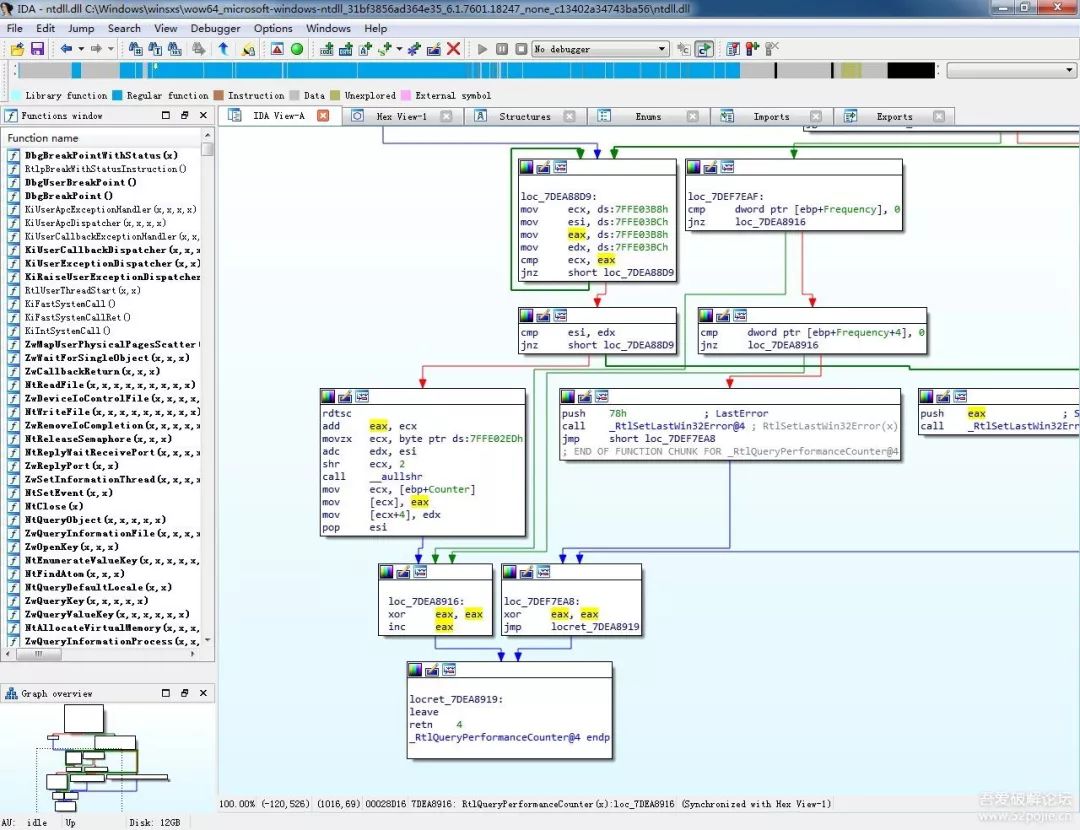 IDA - ntdll.dll C:\Windows\winsxs\wow64_microsoft-windows-ntdll_31bf3856ad364e35_6.1.7601.18247_none_c13402a34743ba56\ntdll.dll
File Edit Jump Search View Debugger Options Windows Help
No debugger
Library function Regular function Instruction Data Unexplored External symbol
Functions window
IDA View-A Hex View-1 Structures Enums Imports Exports
Function name
DbgBreakPointWithStatus(x)
RtlpBreakWithStatusInstruction()
DbgUserBreakPoint()
DbgBreakPoint()
KiUserApcExceptionHandler(x,x,x,x)
KiUserApcDispatcher(x,x,x,x)
KiUserCallbackExceptionHandler(x,x,
KiUserCallbackDispatcher(x,x,x
KiUserExceptionDispatcher(x,x)
KiRaiseUserExceptionDispatcher
RtlUserThreadStart(x,x)
KiFastSystemCall()
KiFastSystemCallRet()
KiIntSystemCall()
ZwMapUserPhysicalPagesScatter(
ZwWaitForSingleObject(x,x,x)
ZwCallbackReturn(x,x,x)
NtReadFile(x,x,x,x,x,x,x,x,x)
ZwDeviceIoControlFile(x,x,x,x,
NtWriteFile(x,x,x,x,x,x,x,x,x)
ZwRemoveIoCompletion(x,x,x,x,x)
NtReleaseSemaphore(x,x,x)
NtReplyWaitReceivePort(x,x,x,x)
ZwReplyPort(x,x)
ZwSetInformationThread(x,x,x,x)
NtSetEvent(x,x)
NtClose(x)
NtQueryObject(x,x,x,x,x)
ZwQueryInformationFile(x,x,x,x,
ZwOpenKey(x,x,x)
NtEnumerateValueKey(x,x,x,x,x,
NtFindAtom(x,x,x)
NtQueryDefaultLocale(x,x)
ZwQueryKey(x,x,x,x,x)
ZwQueryValueKey(x,x,x,x,x,x)
NtAllocateVirtualMemory(x,x,x,
ZwQueryInformationProcess(x,x,
loc_7DEA88D9:
mov ecx, ds:7FFE03B8h
mov esi, ds:7FFE03BCh
mov eax, ds:7FFE03B8h
mov edx, ds:7FFE03BCh
cmp ecx, eax
jnz short loc_7DEA88D9
loc_7DEF7EAF:
cmp dword ptr [ebp+Frequency], 0
jnz loc_7DEA8916
cmp esi, edx
jnz short loc_7DEA88D9
cmp dword ptr [ebp+Frequency+4], 0
jnz loc_7DEA8916
rdtsc
add eax, ecx
movzx ecx, byte ptr ds:7FFE02EDh
adc edx, esi
shr ecx, 2
call __aullshr
mov ecx, [ebp+Counter]
mov [ecx], eax
mov [ecx+4], edx
pop esi
push 78h ; LastError
call _RtlSetLastWin32Error@4 ; RtlSetLastWin32Error(x)
jmp short loc_7DEF7EA8
; END OF FUNCTION CHUNK FOR _RtlQueryPerformanceCounter@4
push eax ; S
call _RtlSetLastWin32Err
loc_7DEA8916:
xor eax, eax
inc eax
loc_7DEF7EA8:
xor eax, eax
jmp locret_7DEA8919
locret_7DEA8919:
leave
retn 4
_RtlQueryPerformanceCounter@4 endp
Graph overview
100.00% (-120,526) (1016,69) 00028D16 7DEA8916: RtlQueryPerformanceCounter(x):loc_7DEA8916 (Synchronized with Hex View-1)
AU: idle Up Disk: 12GB
吾爱破解论坛
www.52pojie.cn